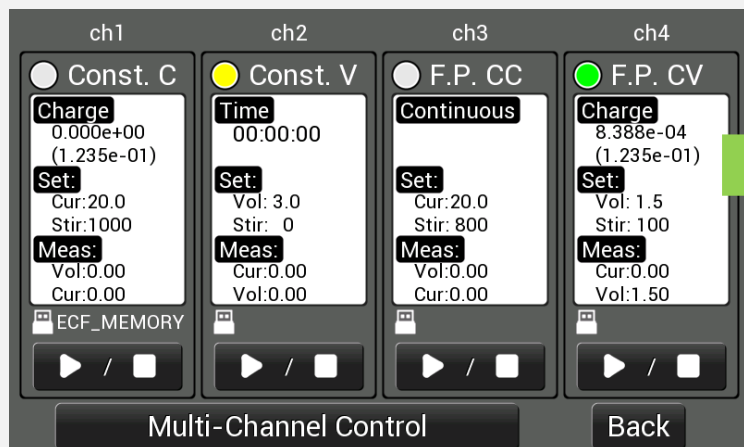 ch1
Const. C
Charge
0.000e+00
(1.235e-01)
Set:
Cur:20.0
Stir:1000
Meas:
Vol:0.00
Cur:0.00
ECF_MEMORY
/
ch2
Const. V
Time
00:00:00
Set:
Vol: 3.0
Stir: 0
Meas:
Cur:0.00
Vol:0.00
/
ch3
F.P. CC
Continuous
Set:
Cur:20.0
Stir: 800
Meas:
Vol:0.00
Cur:0.00
/
ch4
F.P. CV
Charge
8.388e-04
(1.235e-01)
Set:
Vol: 1.5
Stir: 100
Meas:
Cur:0.00
Vol:1.50
/
Multi-Channel Control
Back